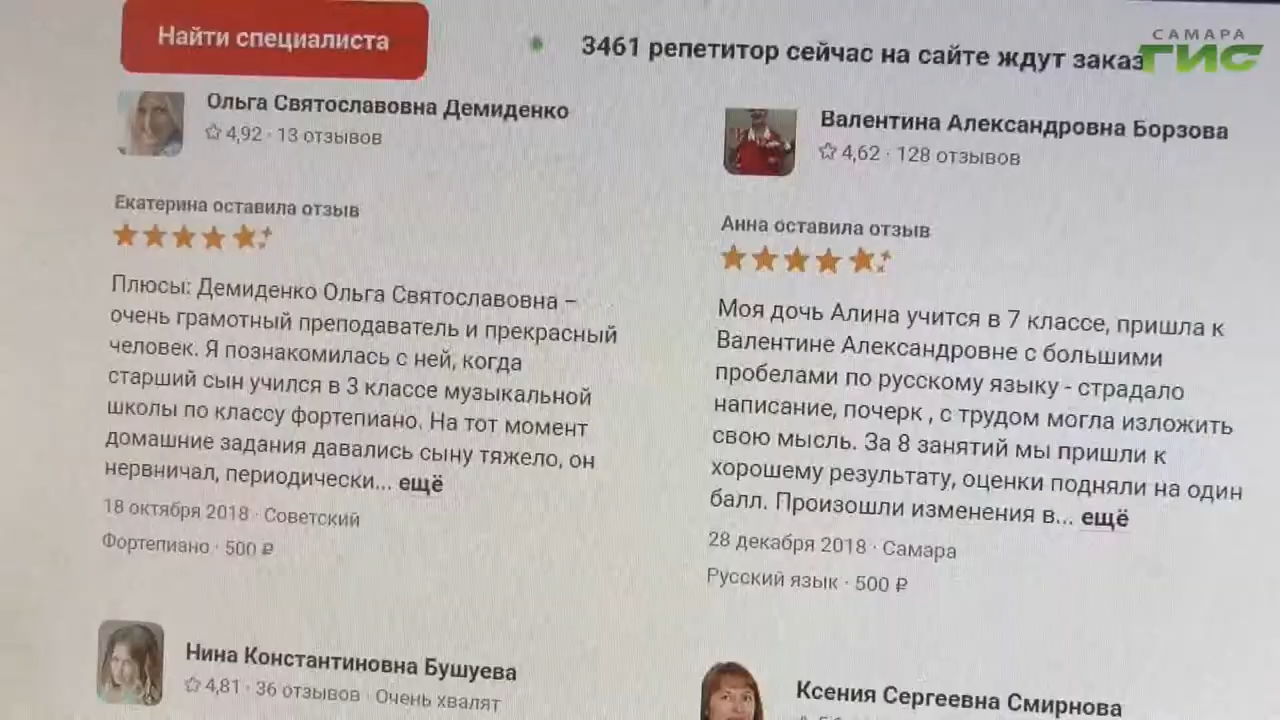 Найти специалиста
3461 репетитор сейчас на сайте ждут заказ
САМАРА
ГИС
Ольга Святославовна Демиденко
4,92 · 13 отзывов
Екатерина оставила отзыв
Плюсы: Демиденко Ольга Святославовна –
очень грамотный преподаватель и прекрасный
человек. Я познакомилась с ней, когда
старший сын учился в 3 классе музыкальной
школы по классу фортепиано. На тот момент
домашние задания давались сыну тяжело, он
нервничал, периодически... ещё
18 октября 2018 · Советский
Фортепиано · 500 ₽
Валентина Александровна Борзова
4,62 · 128 отзывов
Анна оставила отзыв
Моя дочь Алина учится в 7 классе, пришла к
Валентине Александровне с большими
пробелами по русскому языку - страдало
написание, почерк , с трудом могла изложить
свою мысль. За 8 занятий мы пришли к
хорошему результату, оценки подняли на один
балл. Произошли изменения в... ещё
28 декабря 2018 · Самара
Русский язык · 500 ₽
Нина Константиновна Бушуева
4,81 · 36 отзывов · Очень хвалят
Ксения Сергеевна Смирнова